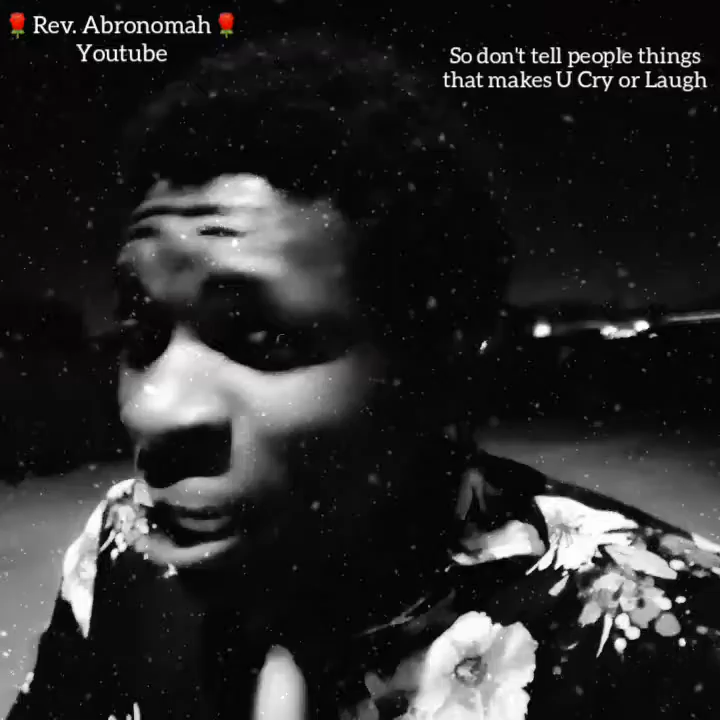 🌹 Rev. Abronomah 🌹
Youtube
So don't tell people things
that makes U Cry or Laugh